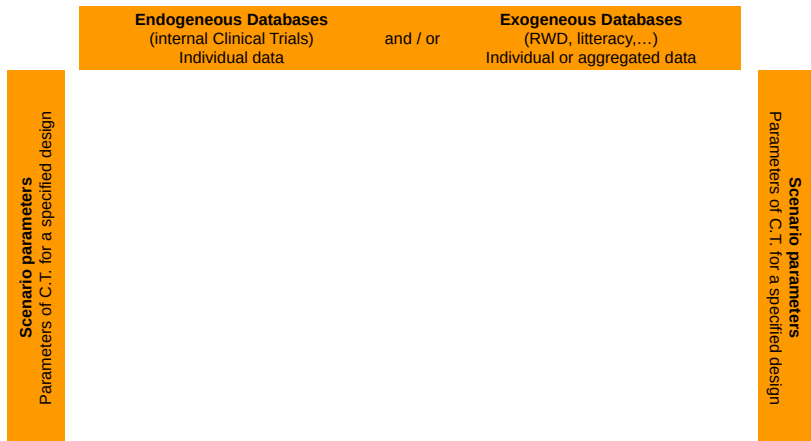 Endogeneous Databases
(internal Clinical Trials)
Individual data
and / or
Exogeneous Databases
(RWD, litteracy,...)
Individual or aggregated data
Scenario parameters
Parameters of C.T. for a specified design
Scenario parameters
Parameters of C.T. for a specified design